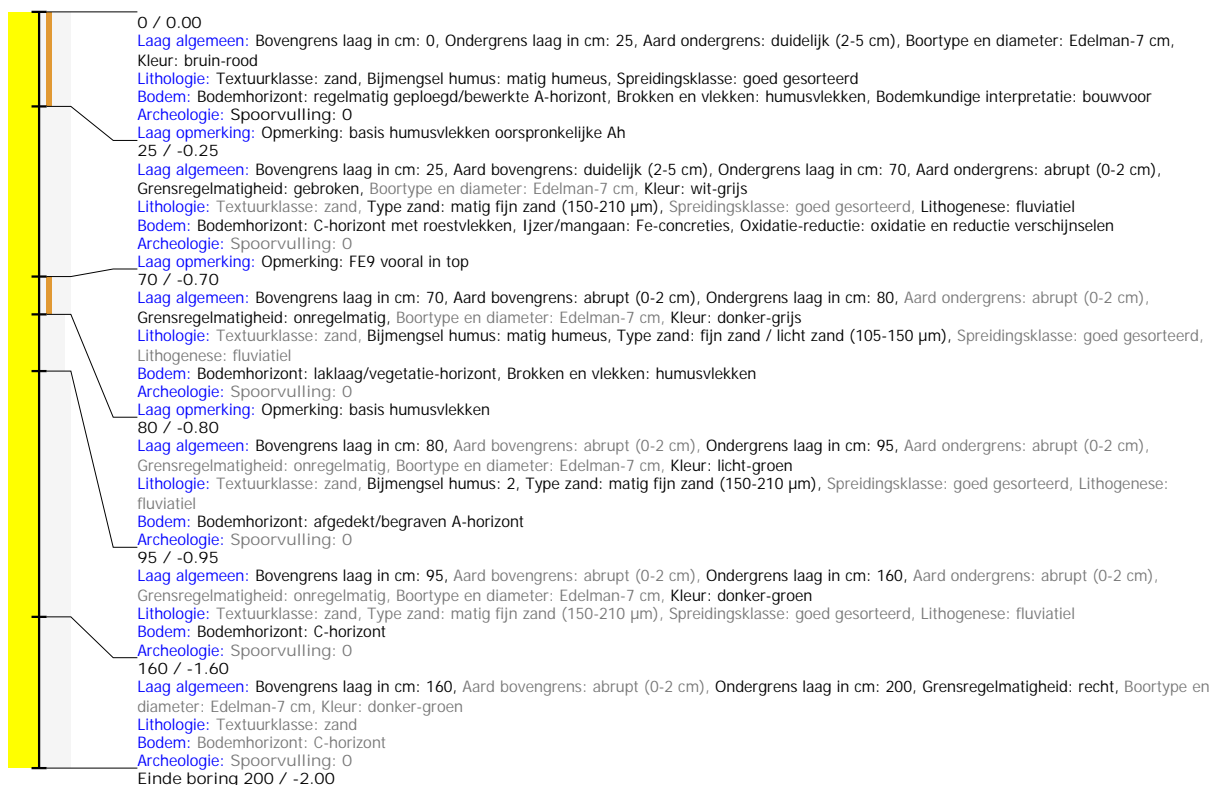 0 / 0.00
Laag algemeen: Bovengrens laag in cm: 0, Ondergrens laag in cm: 25, Aard ondergrens: duidelijk (2-5 cm), Boortype en diameter: Edelman-7 cm,
Kleur: bruin-rood
Lithologie: Textuurklasse: zand, Bijmengsel humus: matig humeus, Spreidingsklasse: goed gesorteerd
Bodem: Bodemhorizont: regelmatig geploegd/bewerkte A-horizont, Brokken en vlekken: humusvlekken, Bodemkundige interpretatie: bouwvoor
Archeologie: Spoorvulling: 0
Laag opmerking: Opmerking: basis humusvlekken oorspronkelijke Ah
25 / -0.25
Laag algemeen: Bovengrens laag in cm: 25, Aard bovengrens: duidelijk (2-5 cm), Ondergrens laag in cm: 70, Aard ondergrens: abrupt (0-2 cm),
Grensregelmatigheid: gebroken, Boortype en diameter: Edelman-7 cm, Kleur: wit-grijs
Lithologie: Textuurklasse: zand, Type zand: matig fijn zand (150-210 µm), Spreidingsklasse: goed gesorteerd, Lithogenese: fluviatiel
Bodem: Bodemhorizont: C-horizont met roestvlekken, Ijzer/mangaan: Fe-concreties, Oxidatie-reductie: oxidatie en reductie verschijnselen
Archeologie: Spoorvulling: 0
Laag opmerking: Opmerking: FE9 vooral in top
70 / -0.70
Laag algemeen: Bovengrens laag in cm: 70, Aard bovengrens: abrupt (0-2 cm), Ondergrens laag in cm: 80, Aard ondergrens: abrupt (0-2 cm),
Grensregelmatigheid: onregelmatig, Boortype en diameter: Edelman-7 cm, Kleur: donker-grijs
Lithologie: Textuurklasse: zand, Bijmengsel humus: matig humeus, Type zand: fijn zand / licht zand (105-150 µm), Spreidingsklasse: goed gesorteerd,
Lithogenese: fluviatiel
Bodem: Bodemhorizont: laklaag/vegetatie-horizont, Brokken en vlekken: humusvlekken
Archeologie: Spoorvulling: 0
Laag opmerking: Opmerking: basis humusvlekken
80 / -0.80
Laag algemeen: Bovengrens laag in cm: 80, Aard bovengrens: abrupt (0-2 cm), Ondergrens laag in cm: 95, Aard ondergrens: abrupt (0-2 cm),
Grensregelmatigheid: onregelmatig, Boortype en diameter: Edelman-7 cm, Kleur: licht-groen
Lithologie: Textuurklasse: zand, Bijmengsel humus: 2, Type zand: matig fijn zand (150-210 µm), Spreidingsklasse: goed gesorteerd, Lithogenese:
fluviatiel
Bodem: Bodemhorizont: afgedekt/begraven A-horizont
Archeologie: Spoorvulling: 0
95 / -0.95
Laag algemeen: Bovengrens laag in cm: 95, Aard bovengrens: abrupt (0-2 cm), Ondergrens laag in cm: 160, Aard ondergrens: abrupt (0-2 cm),
Grensregelmatigheid: onregelmatig, Boortype en diameter: Edelman-7 cm, Kleur: donker-groen
Lithologie: Textuurklasse: zand, Type zand: matig fijn zand (150-210 µm), Spreidingsklasse: goed gesorteerd, Lithogenese: fluviatiel
Bodem: Bodemhorizont: C-horizont
Archeologie: Spoorvulling: 0
160 / -1.60
Laag algemeen: Bovengrens laag in cm: 160, Aard bovengrens: abrupt (0-2 cm), Ondergrens laag in cm: 200, Grensregelmatigheid: recht, Boortype en
diameter: Edelman-7 cm, Kleur: donker-groen
Lithologie: Textuurklasse: zand
Bodem: Bodemhorizont: C-horizont
Archeologie: Spoorvulling: 0
Einde boring 200 / -2.00